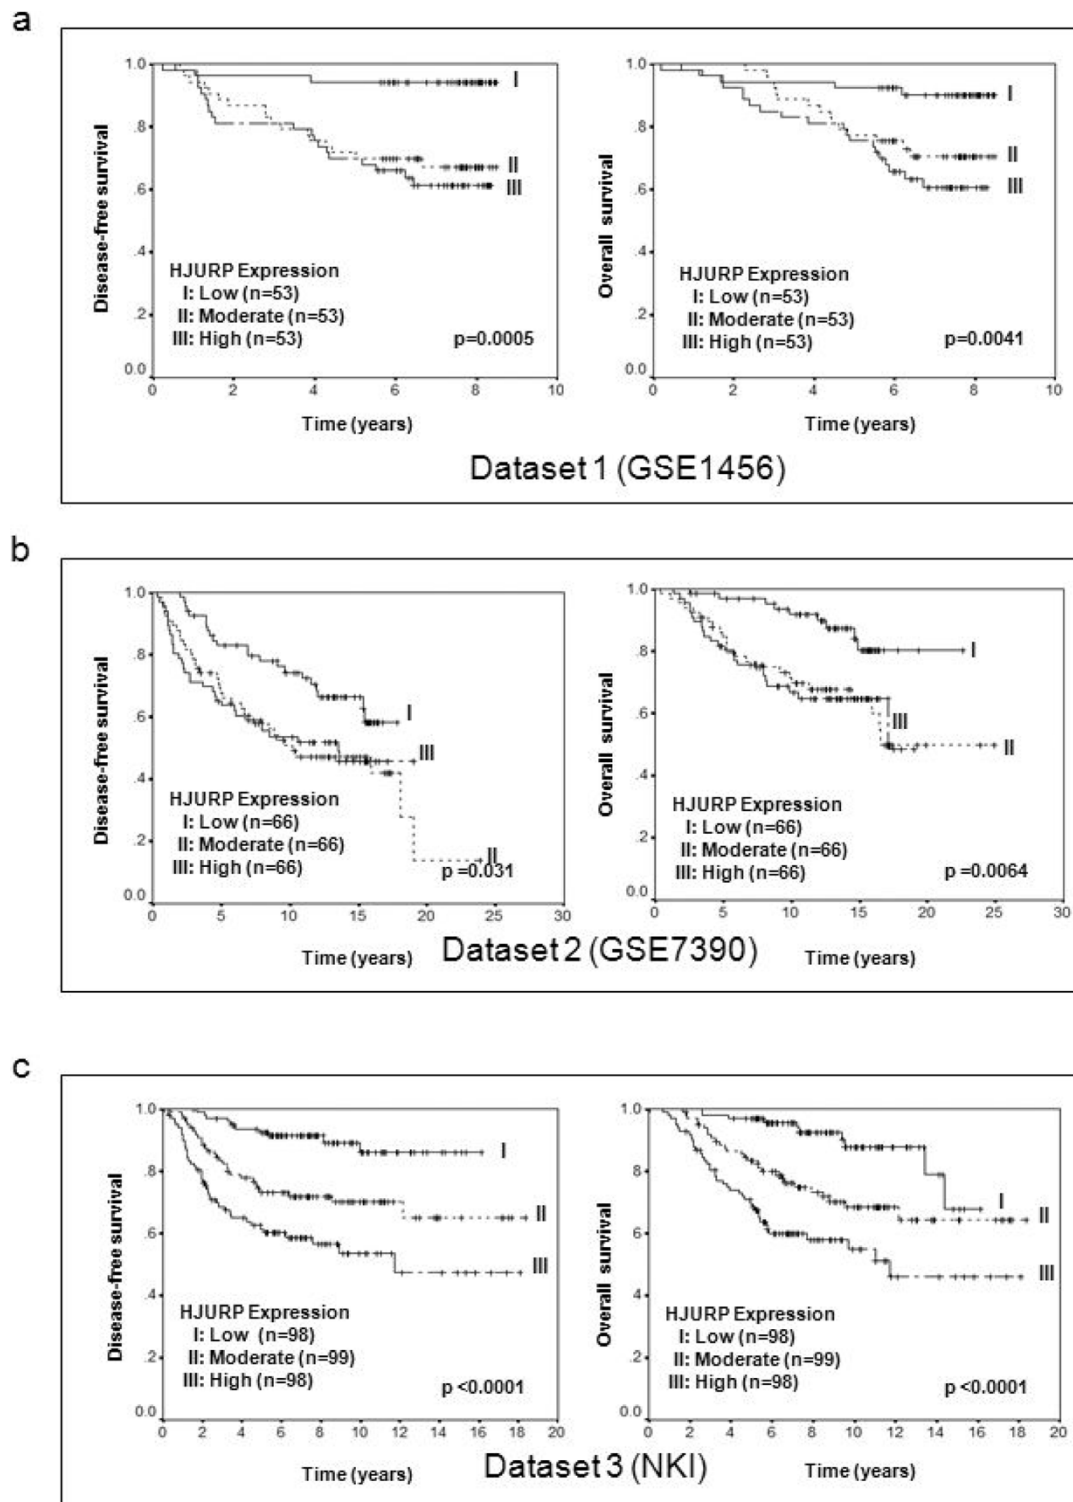 a
1.0
.8
.6
.4
.2
0.0
0 2 4 6 8 10
Disease-free survival
I
II
III
HJURP Expression
I: Low (n=53)
II: Moderate (n=53)
III: High (n=53)
p=0.0005
Time (years)
1.0
.8
.6
.4
.2
0.0
0 2 4 6 8 10
Overall survival
I
II
III
HJURP Expression
I: Low (n=53)
II: Moderate (n=53)
III: High (n=53)
p=0.0041
Time (years)
Dataset 1 (GSE1456)
b
1.0
.8
.6
.4
.2
0.0
0 5 10 15 20 25 30
Disease-free survival
I
III
II
HJURP Expression
I: Low (n=66)
II: Moderate (n=66)
III: High (n=66)
p =0.031
Time (years)
1.0
.8
.6
.4
.2
0.0
0 5 10 15 20 25 30
Overall survival
I
III
II
HJURP Expression
I: Low (n=66)
II: Moderate (n=66)
III: High (n=66)
p =0.0064
Time (years)
Dataset 2 (GSE7390)
c
1.0
.8
.6
.4
.2
0.0
0 2 4 6 8 10 12 14 16 18 20
Disease-free survival
I
II
III
HJURP Expression
I: Low (n=98)
II: Moderate (n=99)
III: High (n=98)
p <0.0001
Time (years)
1.0
.8
.6
.4
.2
0.0
0 2 4 6 8 10 12 14 16 18 20
Overall survival
I
II
III
HJURP Expression
I: Low (n=98)
II: Moderate (n=99)
III: High (n=98)
p <0.0001
Time (years)
Dataset 3 (NKI)